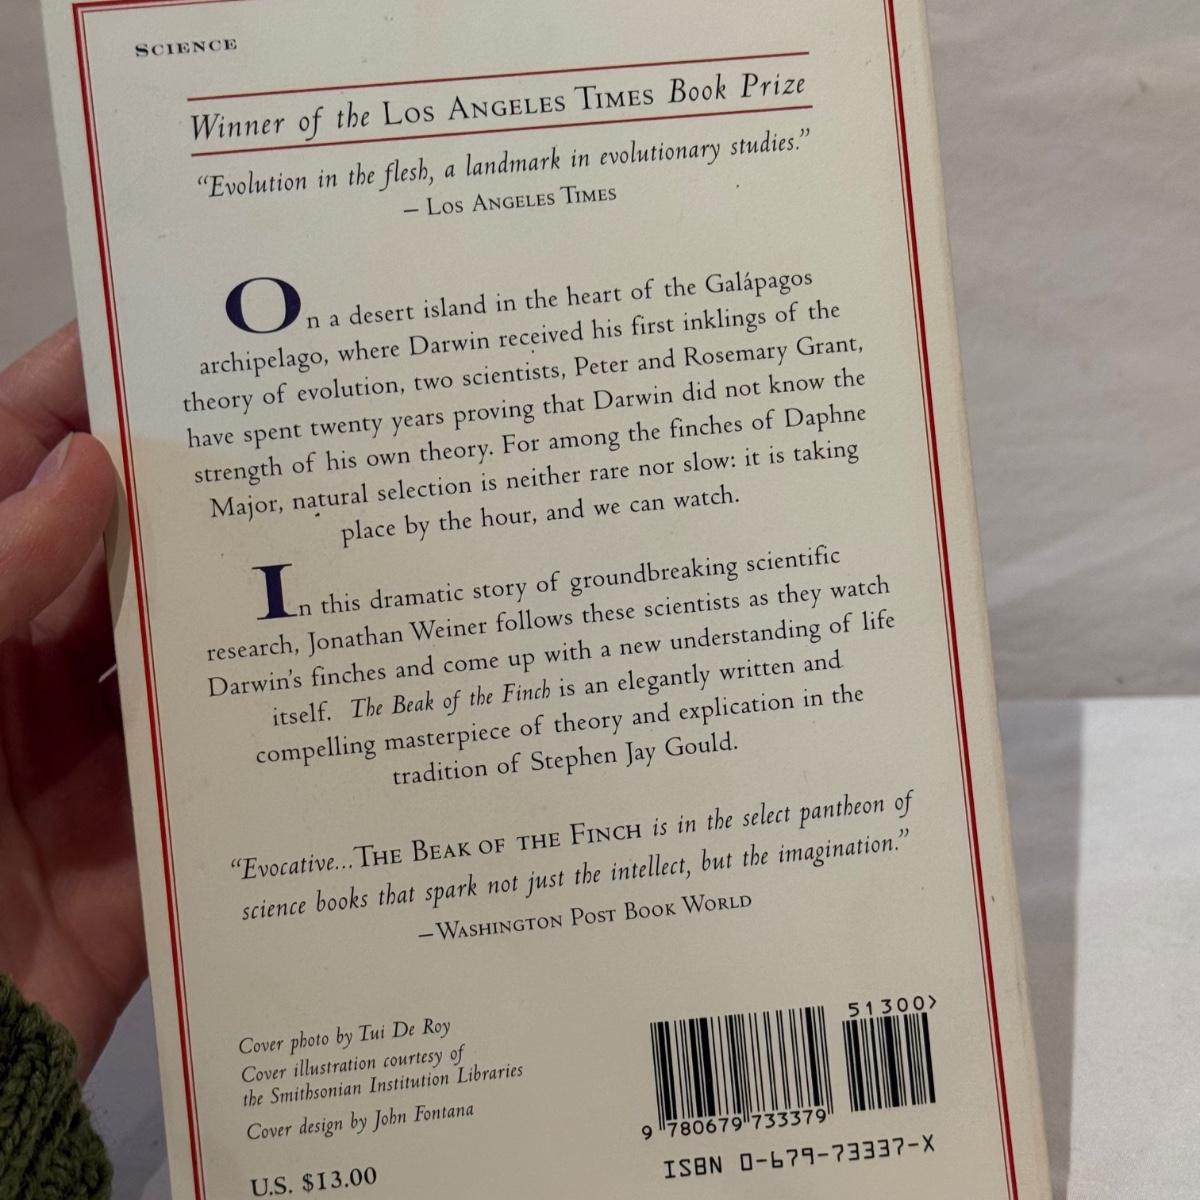 SCIENCE
Winner of the LOS ANGELES TIMES Book Prize
“Evolution in the flesh, a landmark in evolutionary studies.”
– LOS ANGELES TIMES
On a desert island in the heart of the Galápagos
archipelago, where Darwin received his first inklings of the
theory of evolution, two scientists, Peter and Rosemary Grant,
have spent twenty years proving that Darwin did not know the
strength of his own theory. For among the finches of Daphne
Major, natural selection is neither rare nor slow: it is taking
place by the hour, and we can watch.
In this dramatic story of groundbreaking scientific
research, Jonathan Weiner follows these scientists as they watch
Darwin’s finches and come up with a new understanding of life
itself. The Beak of the Finch is an elegantly written and
compelling masterpiece of theory and explication in the
tradition of Stephen Jay Gould.
“Evocative...THE BEAK OF THE FINCH is in the select pantheon of
science books that spark not just the intellect, but the imagination.”
–WASHINGTON POST BOOK WORLD
Cover photo by Tui De Roy
Cover illustration courtesy of
the Smithsonian Institution Libraries
Cover design by John Fontana
U.S. $13.00
51300>
9 780679 733379
ISBN 0-679-73337-X